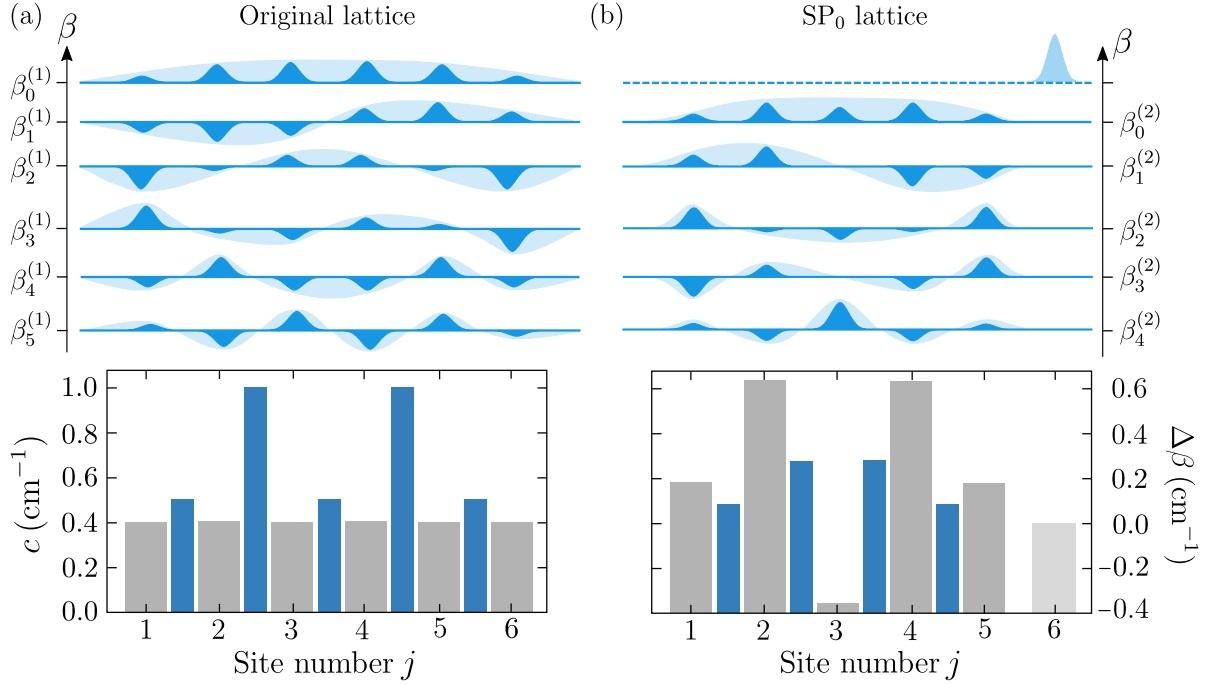 (a) Original lattice
β
β₀⁽¹⁾
β₁⁽¹⁾
β₂⁽¹⁾
β₃⁽¹⁾
β₄⁽¹⁾
β₅⁽¹⁾
(b) SP₀ lattice
β
β₀⁽²⁾
β₁⁽²⁾
β₂⁽²⁾
β₃⁽²⁾
β₄⁽²⁾
c (cm⁻¹)
1.0
0.8
0.6
0.4
0.2
0.0
1 2 3 4 5 6
Site number j
0.6
0.4
0.2
0.0
−0.2
−0.4
Δβ (cm⁻¹)
1 2 3 4 5 6
Site number j